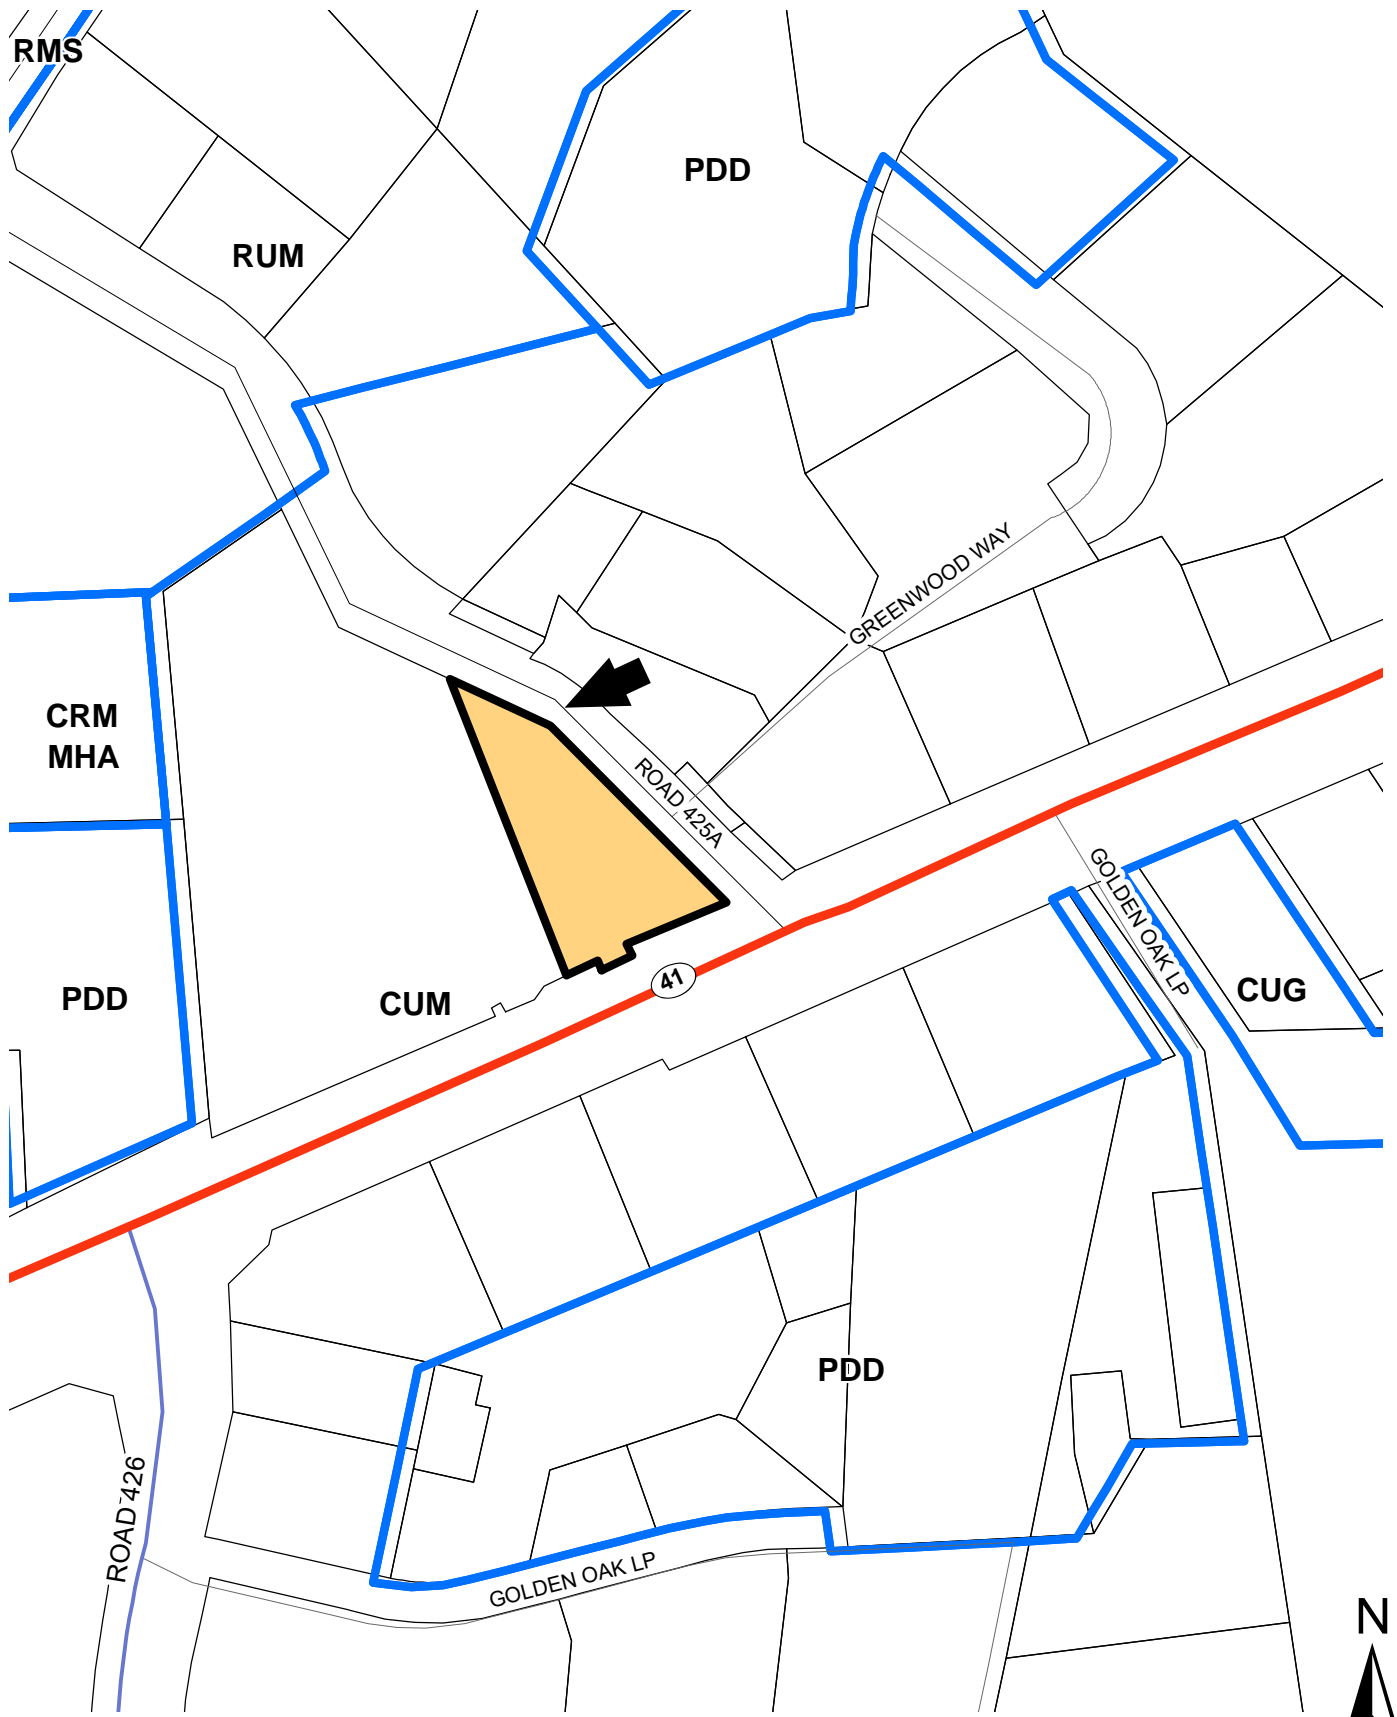 RMS
PDD
RUM
GREENWOOD WAY
CRM
MHA
ROAD 425A
GOLDEN OAK LP
PDD
CUM
41
CUG
PDD
ROAD 426
GOLDEN OAK LP
N